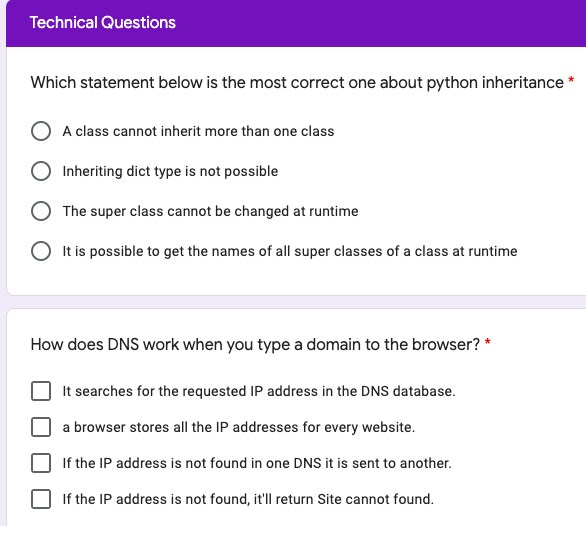 Technical Questions
Which statement below is the most correct one about python inheritance *
A class cannot inherit more than one class
Inheriting dict type is not possible
The super class cannot be changed at runtime
It is possible to get the names of all super classes of a class at runtime
How does DNS work when you type a domain to the browser? *
It searches for the requested IP address in the DNS database.
a browser stores all the IP addresses for every website.
If the IP address is not found in one DNS it is sent to another.
If the IP address is not found, it'll return Site cannot found.